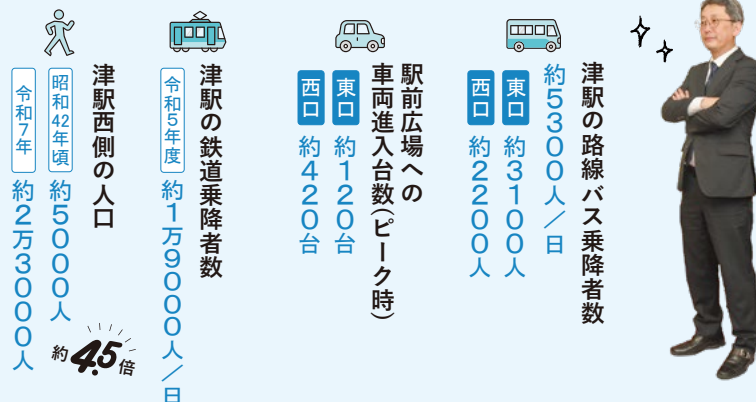 津駅の路線バス乗降者数
約5300人／日
東口 約3100人
西口 約2200人
駅前広場への
車両進入台数(ピーク時)
東口 約120台
西口 約420台
津駅の鉄道乗降者数
令和5年度 約1万9000人／日
津駅西側の人口
昭和42年頃 約5000人
令和7年 約2万3000人
約4.5倍